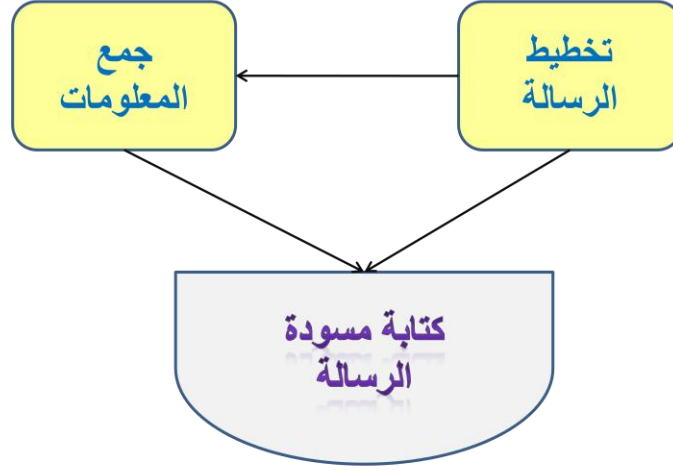 تخطيط
الرسالة
جمع
المعلومات
كتابة مسودة
الرسالة